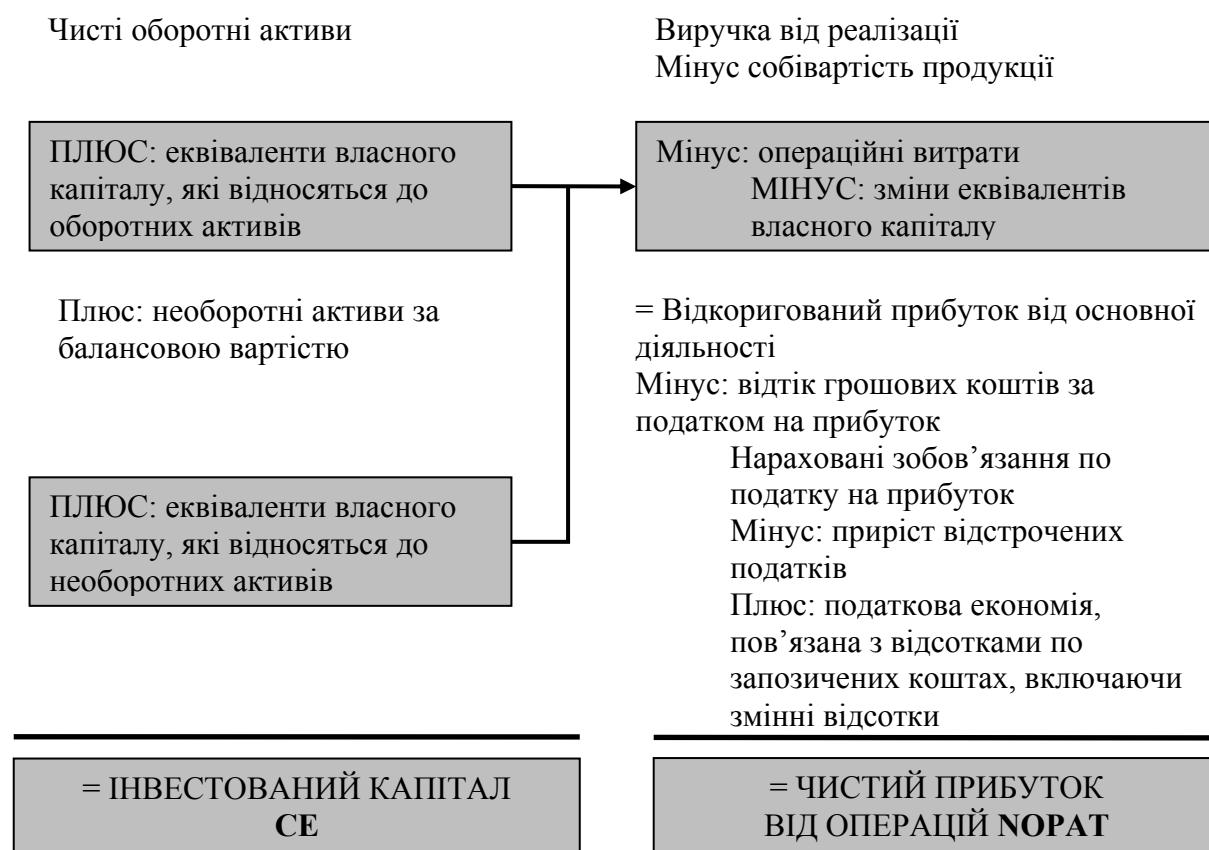 Чисті оборотні активи
ПЛЮС: еквіваленти власного
капіталу, які відносяться до
оборотних активів
Плюс: необоротні активи за
балансовою вартістю
ПЛЮС: еквіваленти власного
капіталу, які відносяться до
необоротних активів
= ІНВЕСТОВАНИЙ КАПІТАЛ
CE
Виручка від реалізації
Мінус собівартість продукції
Мінус: операційні витрати
МІНУС: зміни еквівалентів
власного капіталу
= Відкоригований прибуток від основної
діяльності
Мінус: відтік грошових коштів за
податком на прибуток
Нараховані зобов’язання по
податку на прибуток
Мінус: приріст відстрочених
податків
Плюс: податкова економія,
пов’язана з відсотками по
запозичених коштах, включаючи
змінні відсотки
= ЧИСТИЙ ПРИБУТОК
ВІД ОПЕРАЦІЙ NOPAT